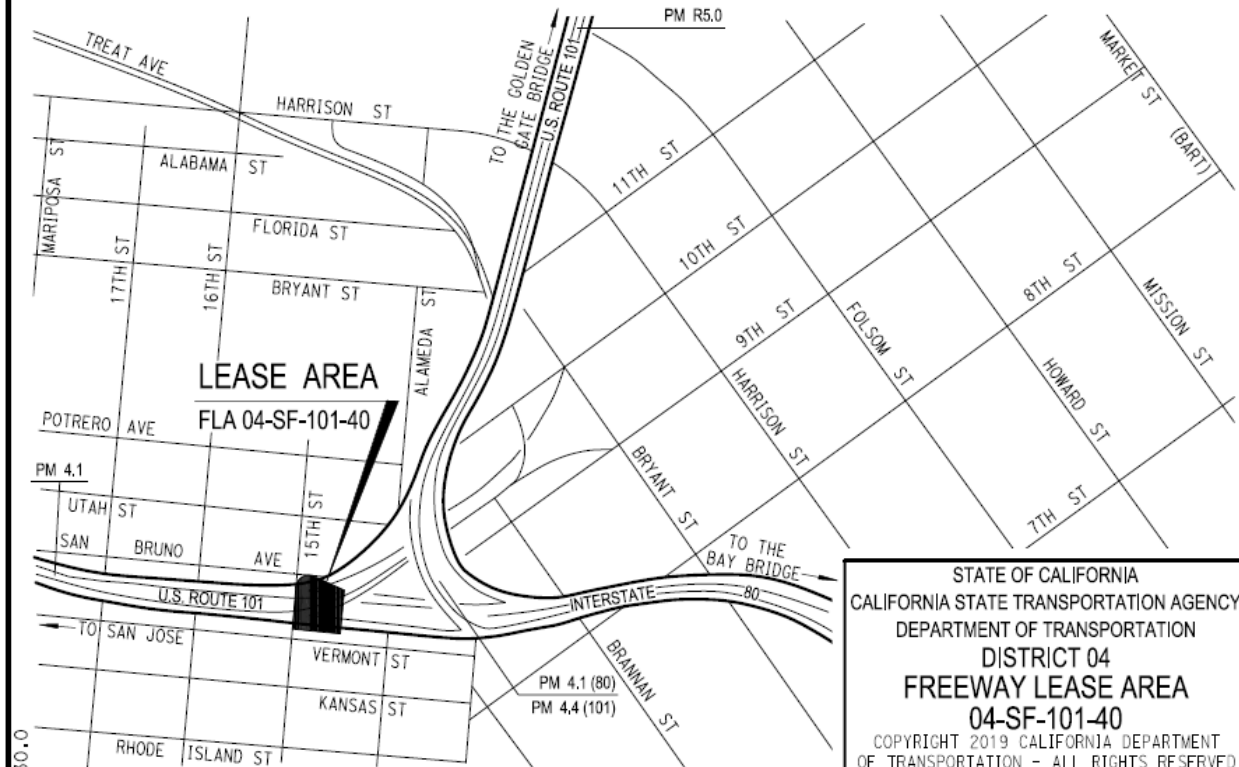 PM R5.0
TREAT AVE
HARRISON ST
TO THE GOLDEN
GATE BRIDGE
U.S. ROUTE 101
MARKET ST
(BART)
ALABAMA ST
MARIPOSA ST
11TH ST
FLORIDA ST
17TH ST
16TH ST
10TH ST
BRYANT ST
ALAMEDA ST
8TH ST
MISSION ST
9TH ST
FOLSOM ST
LEASE AREA
FLA 04-SF-101-40
HARRISON ST
HOWARD ST
POTRERO AVE
PM 4.1
BRYANT ST
UTAH ST
15TH ST
7TH ST
SAN BRUNO AVE
TO THE
BAY BRIDGE
U.S. ROUTE 101
INTERSTATE 80
TO SAN JOSE
VERMONT ST
BRANNAN ST
PM 4.1 (80)
PM 4.4 (101)
KANSAS ST
RHODE ISLAND ST
STATE OF CALIFORNIA
CALIFORNIA STATE TRANSPORTATION AGENCY
DEPARTMENT OF TRANSPORTATION
DISTRICT 04
FREEWAY LEASE AREA
04-SF-101-40
COPYRIGHT 2019 CALIFORNIA DEPARTMENT
OF TRANSPORTATION - ALL RIGHTS RESERVED